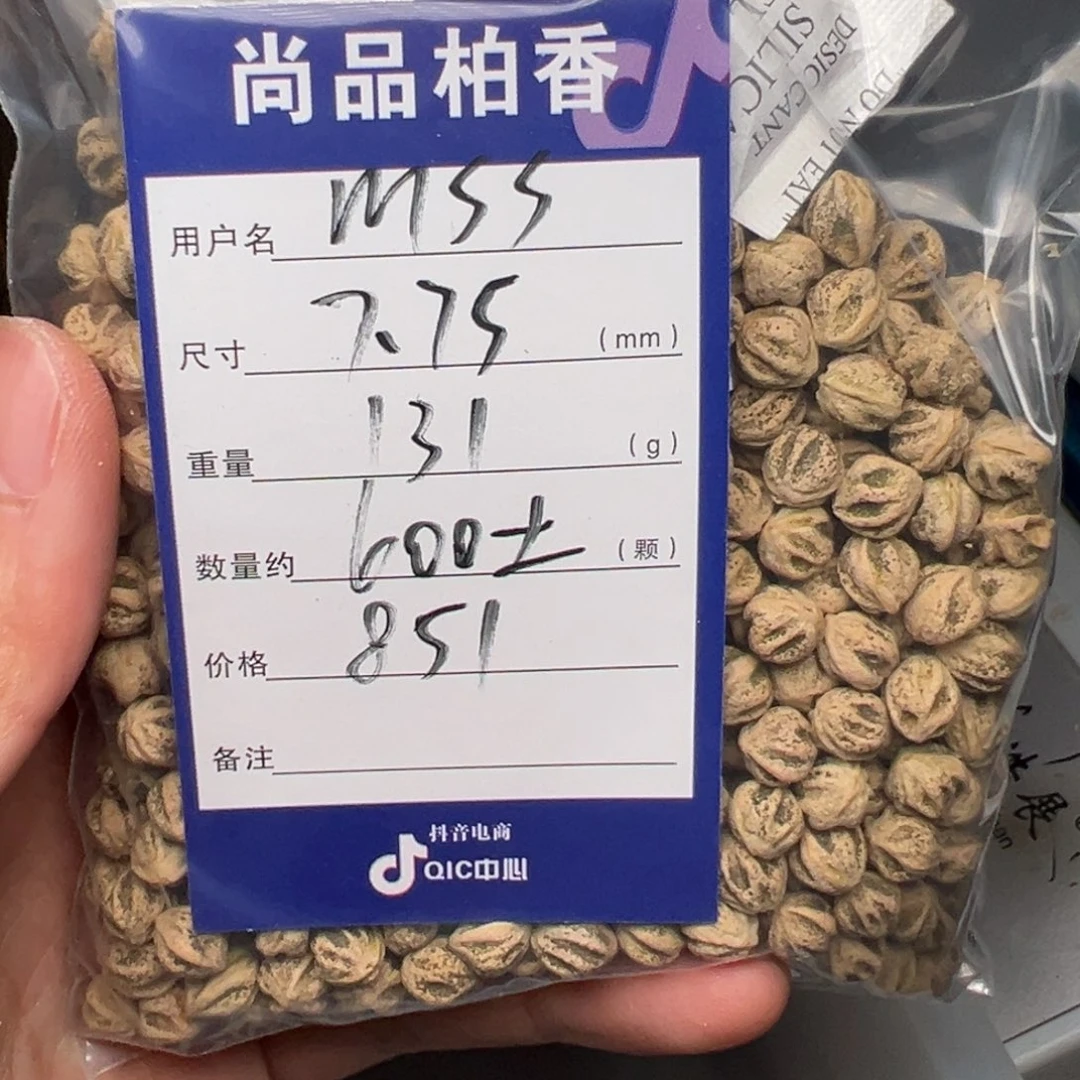 尚品柏香
用户名 mss
尺寸 7.75 (mm)
重量 131 (g)
数量约 600± (颗)
价格 851
备注
抖音电商
QIC中心
SILICA
DESICCANT
"DO NOT EAT"